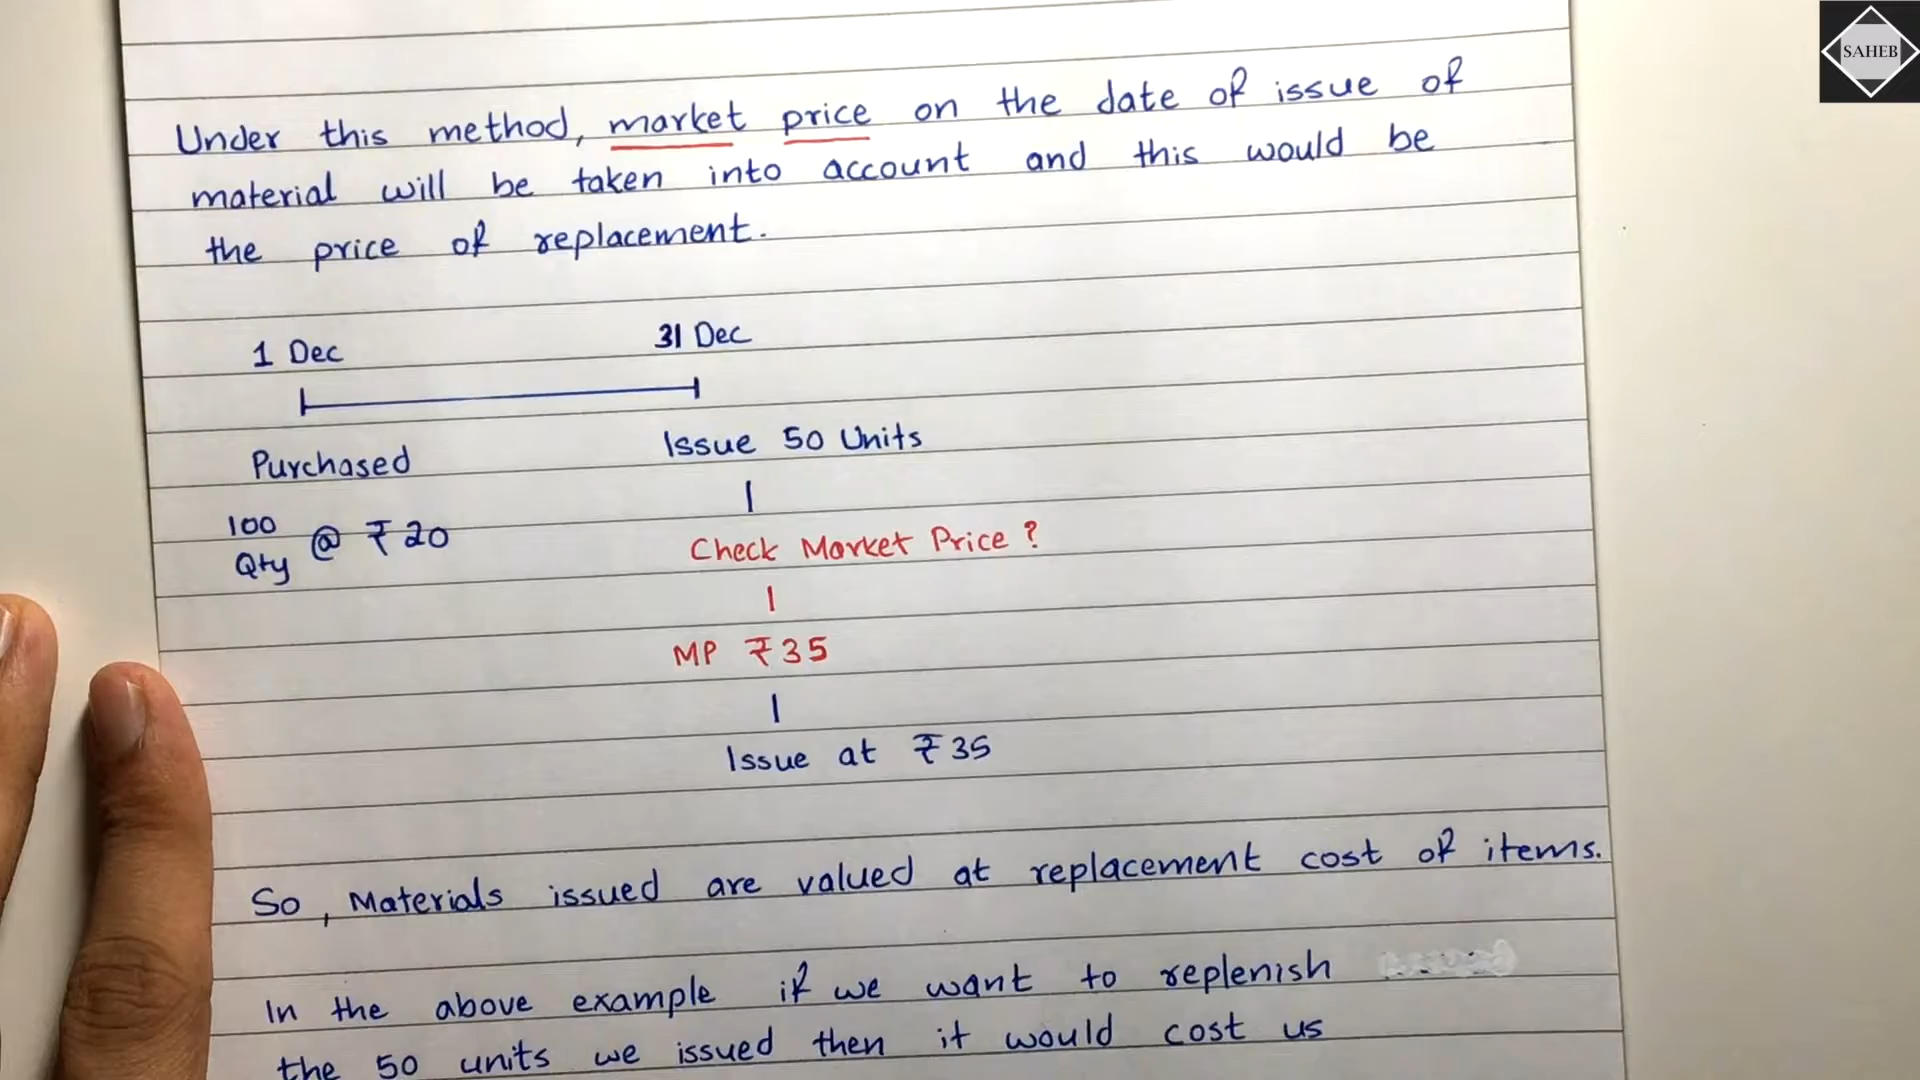 SAHEB
Under this method, market price on the date of issue of
material will be taken into account and this would be
the price of replacement.
1 Dec
31 Dec
Purchased
Issue 50 Units
100 Qty @ ₹20
Check Market Price ?
MP ₹35
Issue at ₹35
So, Materials issued are valued at replacement cost of items.
In the above example if we want to replenish
the 50 units we issued then it would cost us